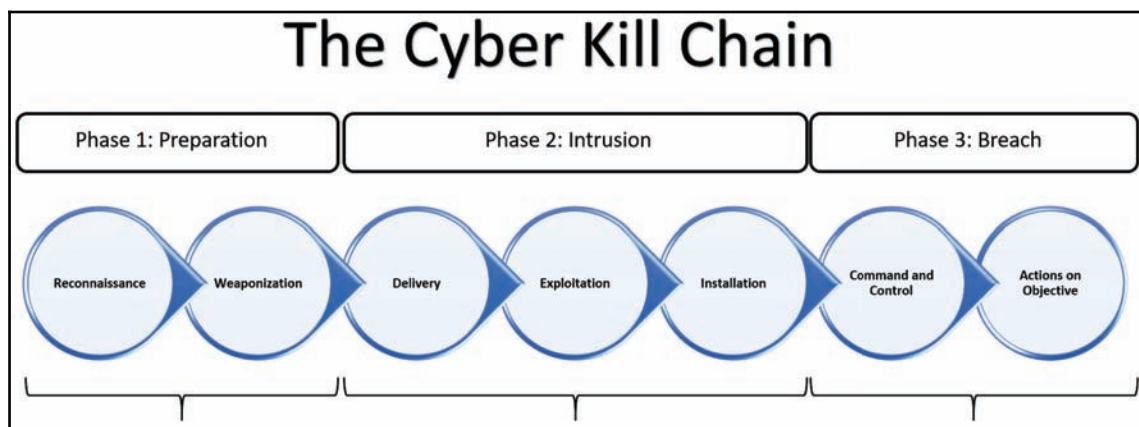 The Cyber Kill Chain
Phase 1: Preparation
Phase 2: Intrusion
Phase 3: Breach
Reconnaissance
Weaponization
Delivery
Exploitation
Installation
Command and
Control
Actions on
Objective